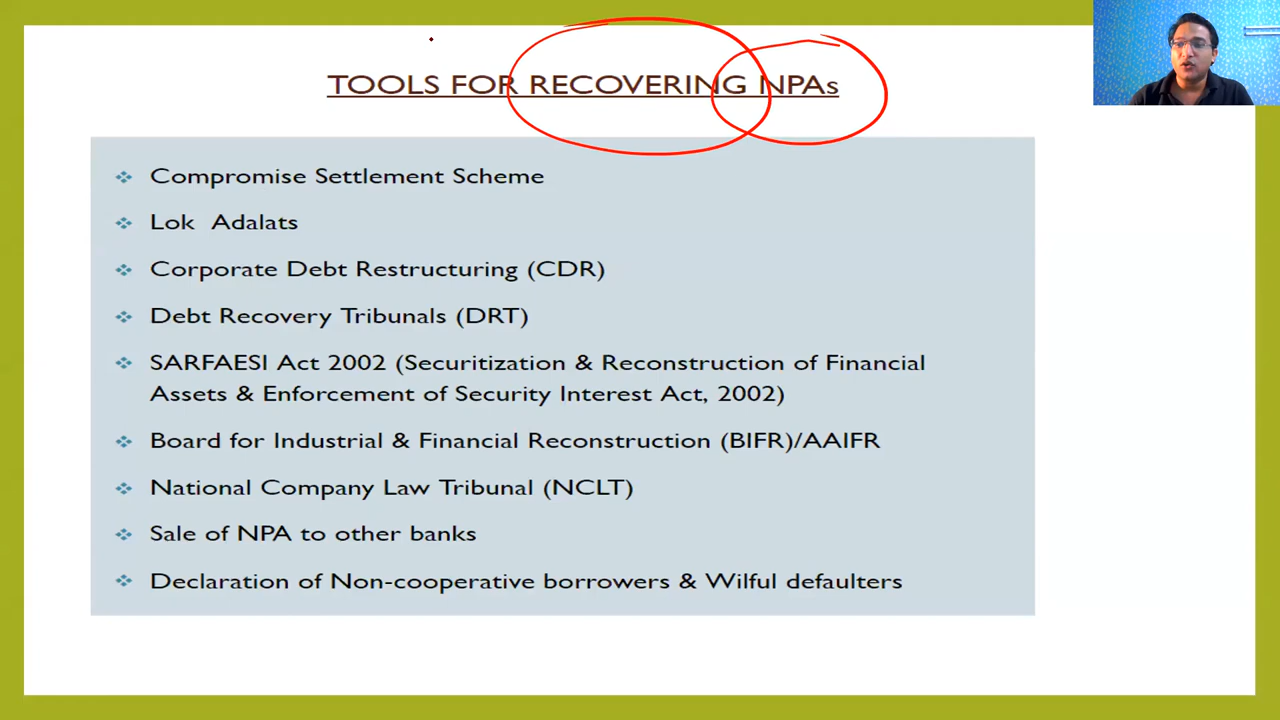 TOOLS FOR RECOVERING NPAs
Compromise Settlement Scheme
Lok Adalats
Corporate Debt Restructuring (CDR)
Debt Recovery Tribunals (DRT)
SARFAESI Act 2002 (Securitization & Reconstruction of Financial
Assets & Enforcement of Security Interest Act, 2002)
Board for Industrial & Financial Reconstruction (BIFR)/AAIFR
National Company Law Tribunal (NCLT)
Sale of NPA to other banks
Declaration of Non-cooperative borrowers & Wilful defaulters